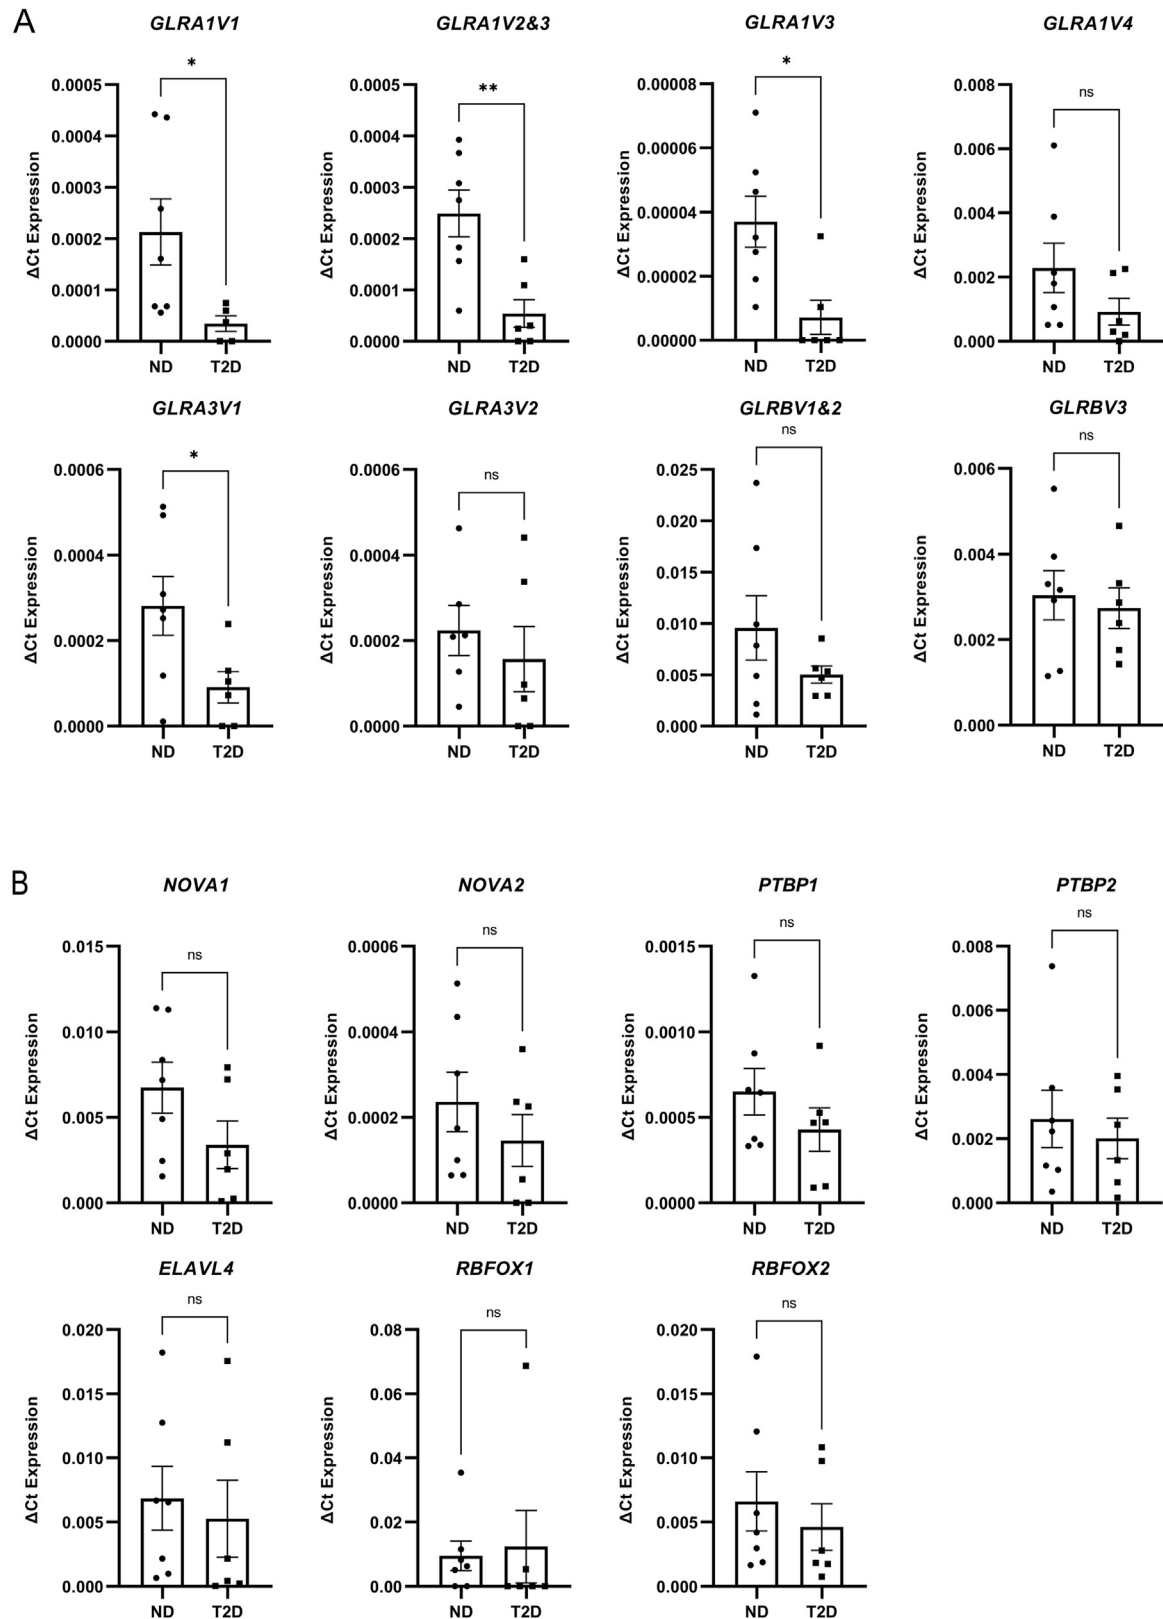 A
GLRA1V1
GLRA1V2&3
GLRA1V3
GLRA1V4
*
**
*
ns
ΔCt Expression
0.0005
0.0004
0.0003
0.0002
0.0001
0.0000
ND
T2D
ΔCt Expression
0.0005
0.0004
0.0003
0.0002
0.0001
0.0000
ND
T2D
ΔCt Expression
0.00008
0.00006
0.00004
0.00002
0.00000
ND
T2D
ΔCt Expression
0.008
0.006
0.004
0.002
0.000
ND
T2D
GLRA3V1
GLRA3V2
GLRBV1&2
GLRBV3
*
ns
ns
ns
ΔCt Expression
0.0006
0.0004
0.0002
0.0000
ND
T2D
ΔCt Expression
0.0006
0.0004
0.0002
0.0000
ND
T2D
ΔCt Expression
0.025
0.020
0.015
0.010
0.005
0.000
ND
T2D
ΔCt Expression
0.006
0.004
0.002
0.000
ND
T2D
B
NOVA1
NOVA2
PTBP1
PTBP2
ns
ns
ns
ns
ΔCt Expression
0.015
0.010
0.005
0.000
ND
T2D
ΔCt Expression
0.0006
0.0004
0.0002
0.0000
ND
T2D
ΔCt Expression
0.0015
0.0010
0.0005
0.0000
ND
T2D
ΔCt Expression
0.008
0.006
0.004
0.002
0.000
ND
T2D
ELAVL4
RBFOX1
RBFOX2
ns
ns
ns
ΔCt Expression
0.020
0.015
0.010
0.005
0.000
ND
T2D
ΔCt Expression
0.08
0.06
0.04
0.02
0.00
ND
T2D
ΔCt Expression
0.020
0.015
0.010
0.005
0.000
ND
T2D